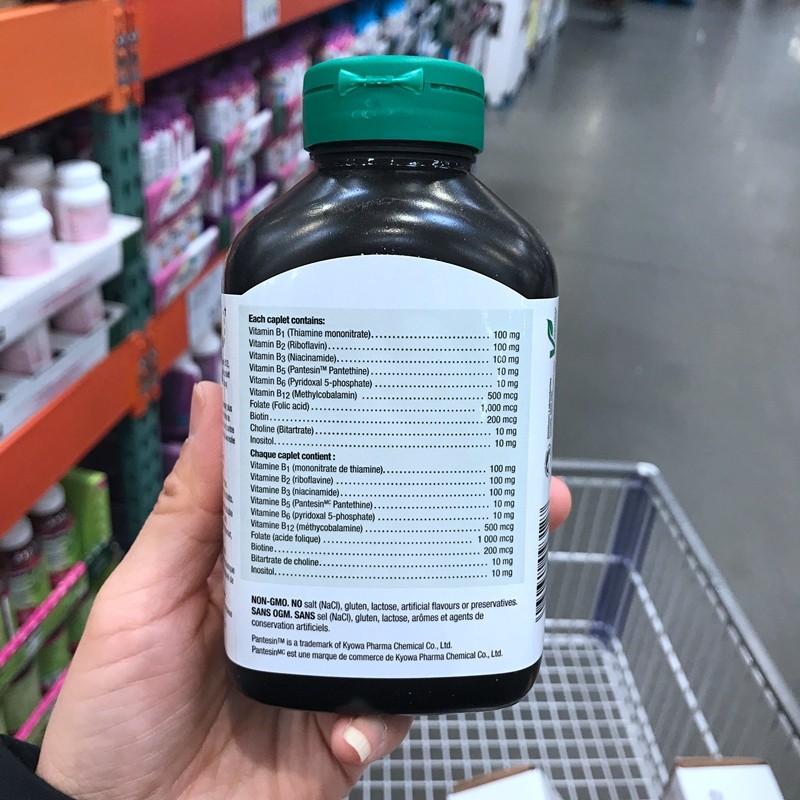 Each caplet contains:
Vitamin B1 (Thiamine mononitrate)........................ 100 mg
Vitamin B2 (Riboflavin)........................ 100 mg
Vitamin B3 (Niacinamide)........................ 100 mg
Vitamin B5 (Pantesin™ Pantethine)........................ 10 mg
Vitamin B6 (Pyridoxal 5-phosphate)........................ 10 mg
Vitamin B12 (Methylcobalamin)........................ 500 mcg
Folate (Folic acid)........................ 1,000 mcg
Biotin........................ 200 mcg
Choline (Bitartrate)........................ 10 mg
Inositol........................ 10 mg
Chaque caplet contient :
Vitamine B1 (mononitrate de thiamine)........................ 100 mg
Vitamine B2 (riboflavine)........................ 100 mg
Vitamine B3 (niacinamide)........................ 100 mg
Vitamine B5 (Pantesinᴹᶜ Pantethine)........................ 10 mg
Vitamine B6 (pyridoxal 5-phosphate)........................ 10 mg
Vitamine B12 (méthycobalamine)........................ 500 mcg
Folate (acide folique)........................ 1 000 mcg
Biotine........................ 200 mcg
Bitartrate de choline........................ 10 mg
Inositol........................ 10 mg
NON-GMO. NO salt (NaCl), gluten, lactose, artificial flavours or preservatives.
SANS OGM. SANS sel (NaCl), gluten, lactose, arômes et agents de
conservation artificiels.
Pantesin™ is a trademark of Kyowa Pharma Chemical Co., Ltd.
Pantesinᴹᶜ est une marque de commerce de Kyowa Pharma Chemical Co., Ltd.